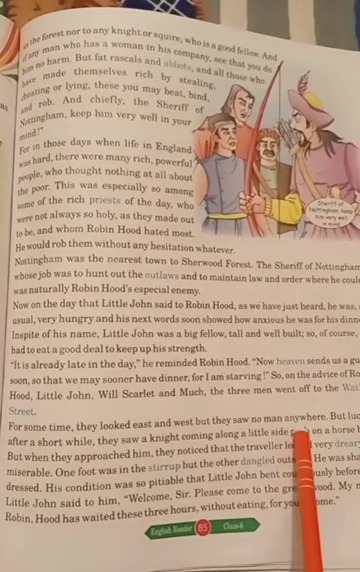 in the forest nor to any knight or squire, who is a good fellow. And
if any man who has a woman in his company, see that you do
him no harm. But fat rascals and abbots, and all those who
have made themselves rich by stealing,
cheating or lying, these you may beat, bind,
and rob. And chiefly, the Sheriff of
Nottingham, keep him very well in your
mind!"
For in those days when life in England
was hard, there were many rich, powerful
people, who thought nothing at all about
the poor. This was especially so among
some of the rich priests of the day, who
were not always so holy, as they made out
to be, and whom Robin Hood hated most.
He would rob them without any hesitation whatever.
Sheriff of
Nottingham, keep
him very well
in mind
Nottingham was the nearest town to Sherwood Forest. The Sheriff of Nottingham
whose job was to hunt out the outlaws and to maintain law and order where he
was naturally Robin Hood's especial enemy.
Now on the day that Little John said to Robin Hood, as we have just heard, he was,
usual, very hungry and his next words soon showed how anxious he was for his
Inspite of his name, Little John was a big fellow, tall and well built; so, of course,
had to eat a good deal to keep up his strength.
"It is already late in the day," he reminded Robin Hood. "Now heaven sends us a
soon, so that we may sooner have dinner, for I am starving!" So, on the advice of
Hood, Little John, Will Scarlet and Much, the three men went off to the
Street.
For some time, they looked east and west but they saw no man anywhere. But
after a short while, they saw a knight coming along a little side on a horse
But when they approached him, they noticed that the traveller very
miserable. One foot was in the stirrup but the other dangled He was
dressed. His condition was so pitiable that Little John bent before
Little John said to him, "Welcome, Sir. Please come to the My
Robin, Hood has waited these three hours, without eating, for
English Reader 85 Class-6